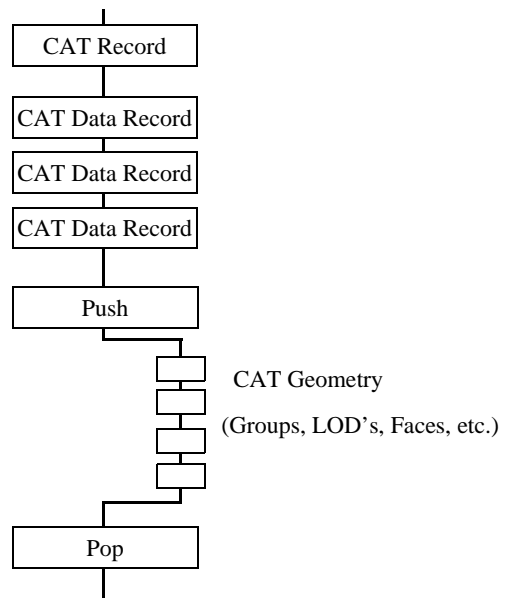 CAT Record
CAT Data Record
CAT Data Record
CAT Data Record
Push
CAT Geometry
(Groups, LOD’s, Faces, etc.)
Pop